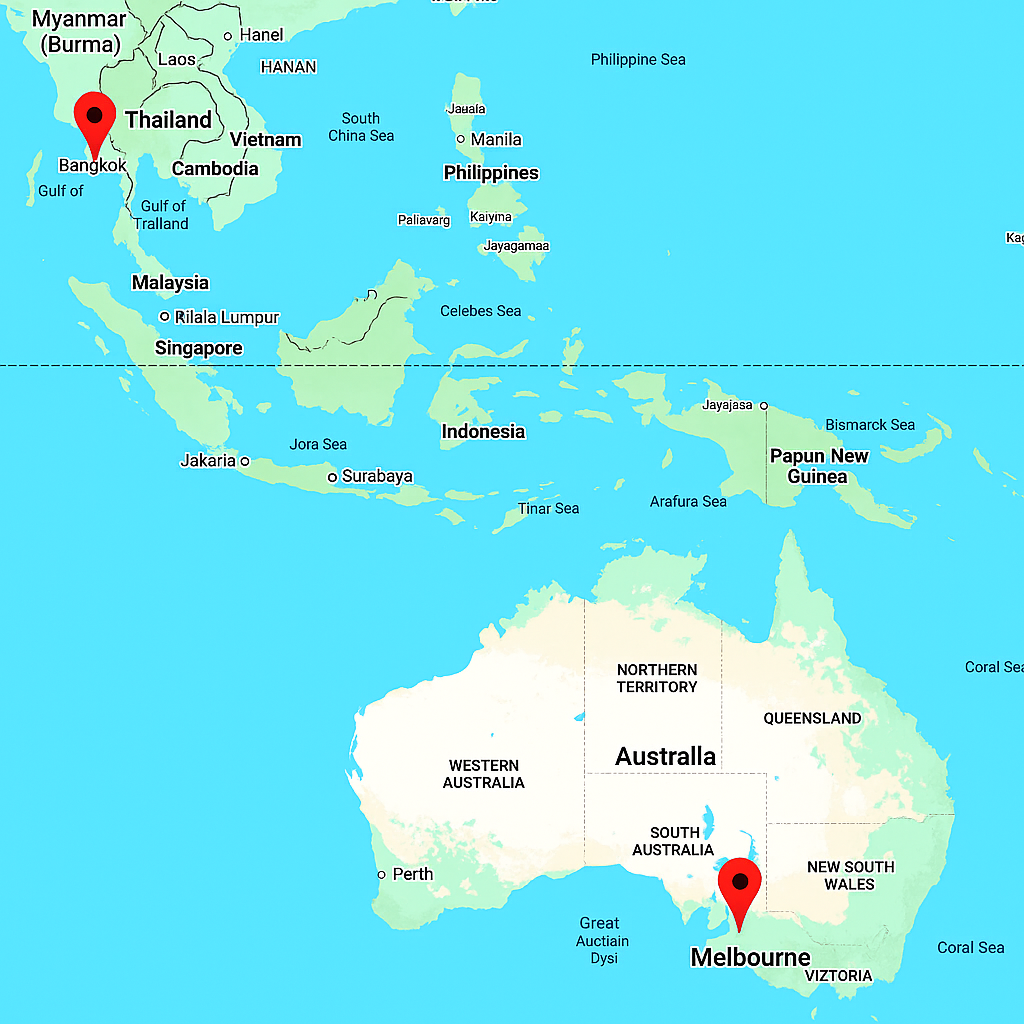 Myanmar
(Burma)
Hanel
Laos
HANAN
Philippine Sea
Thailand
South
China Sea
Vietnam
Manila
Bangkok
Cambodia
Philippines
Gulf of
Gulf of
Tralland
Paliavarg
Kaiyina
Jayagamaa
Kag
Malaysia
Rilala Lumpur
Celebes Sea
Singapore
Jayajasa
Bismarck Sea
Indonesia
Jora Sea
Papun New
Guinea
Jakaria
Surabaya
Tinar Sea
Arafura Sea
NORTHERN
TERRITORY
Coral Sea
QUEENSLAND
Australla
WESTERN
AUSTRALIA
SOUTH
AUSTRALIA
NEW SOUTH
WALES
Perth
Great
Auctiain
Dysi
Melbourne
VIZTORIA
Coral Sea